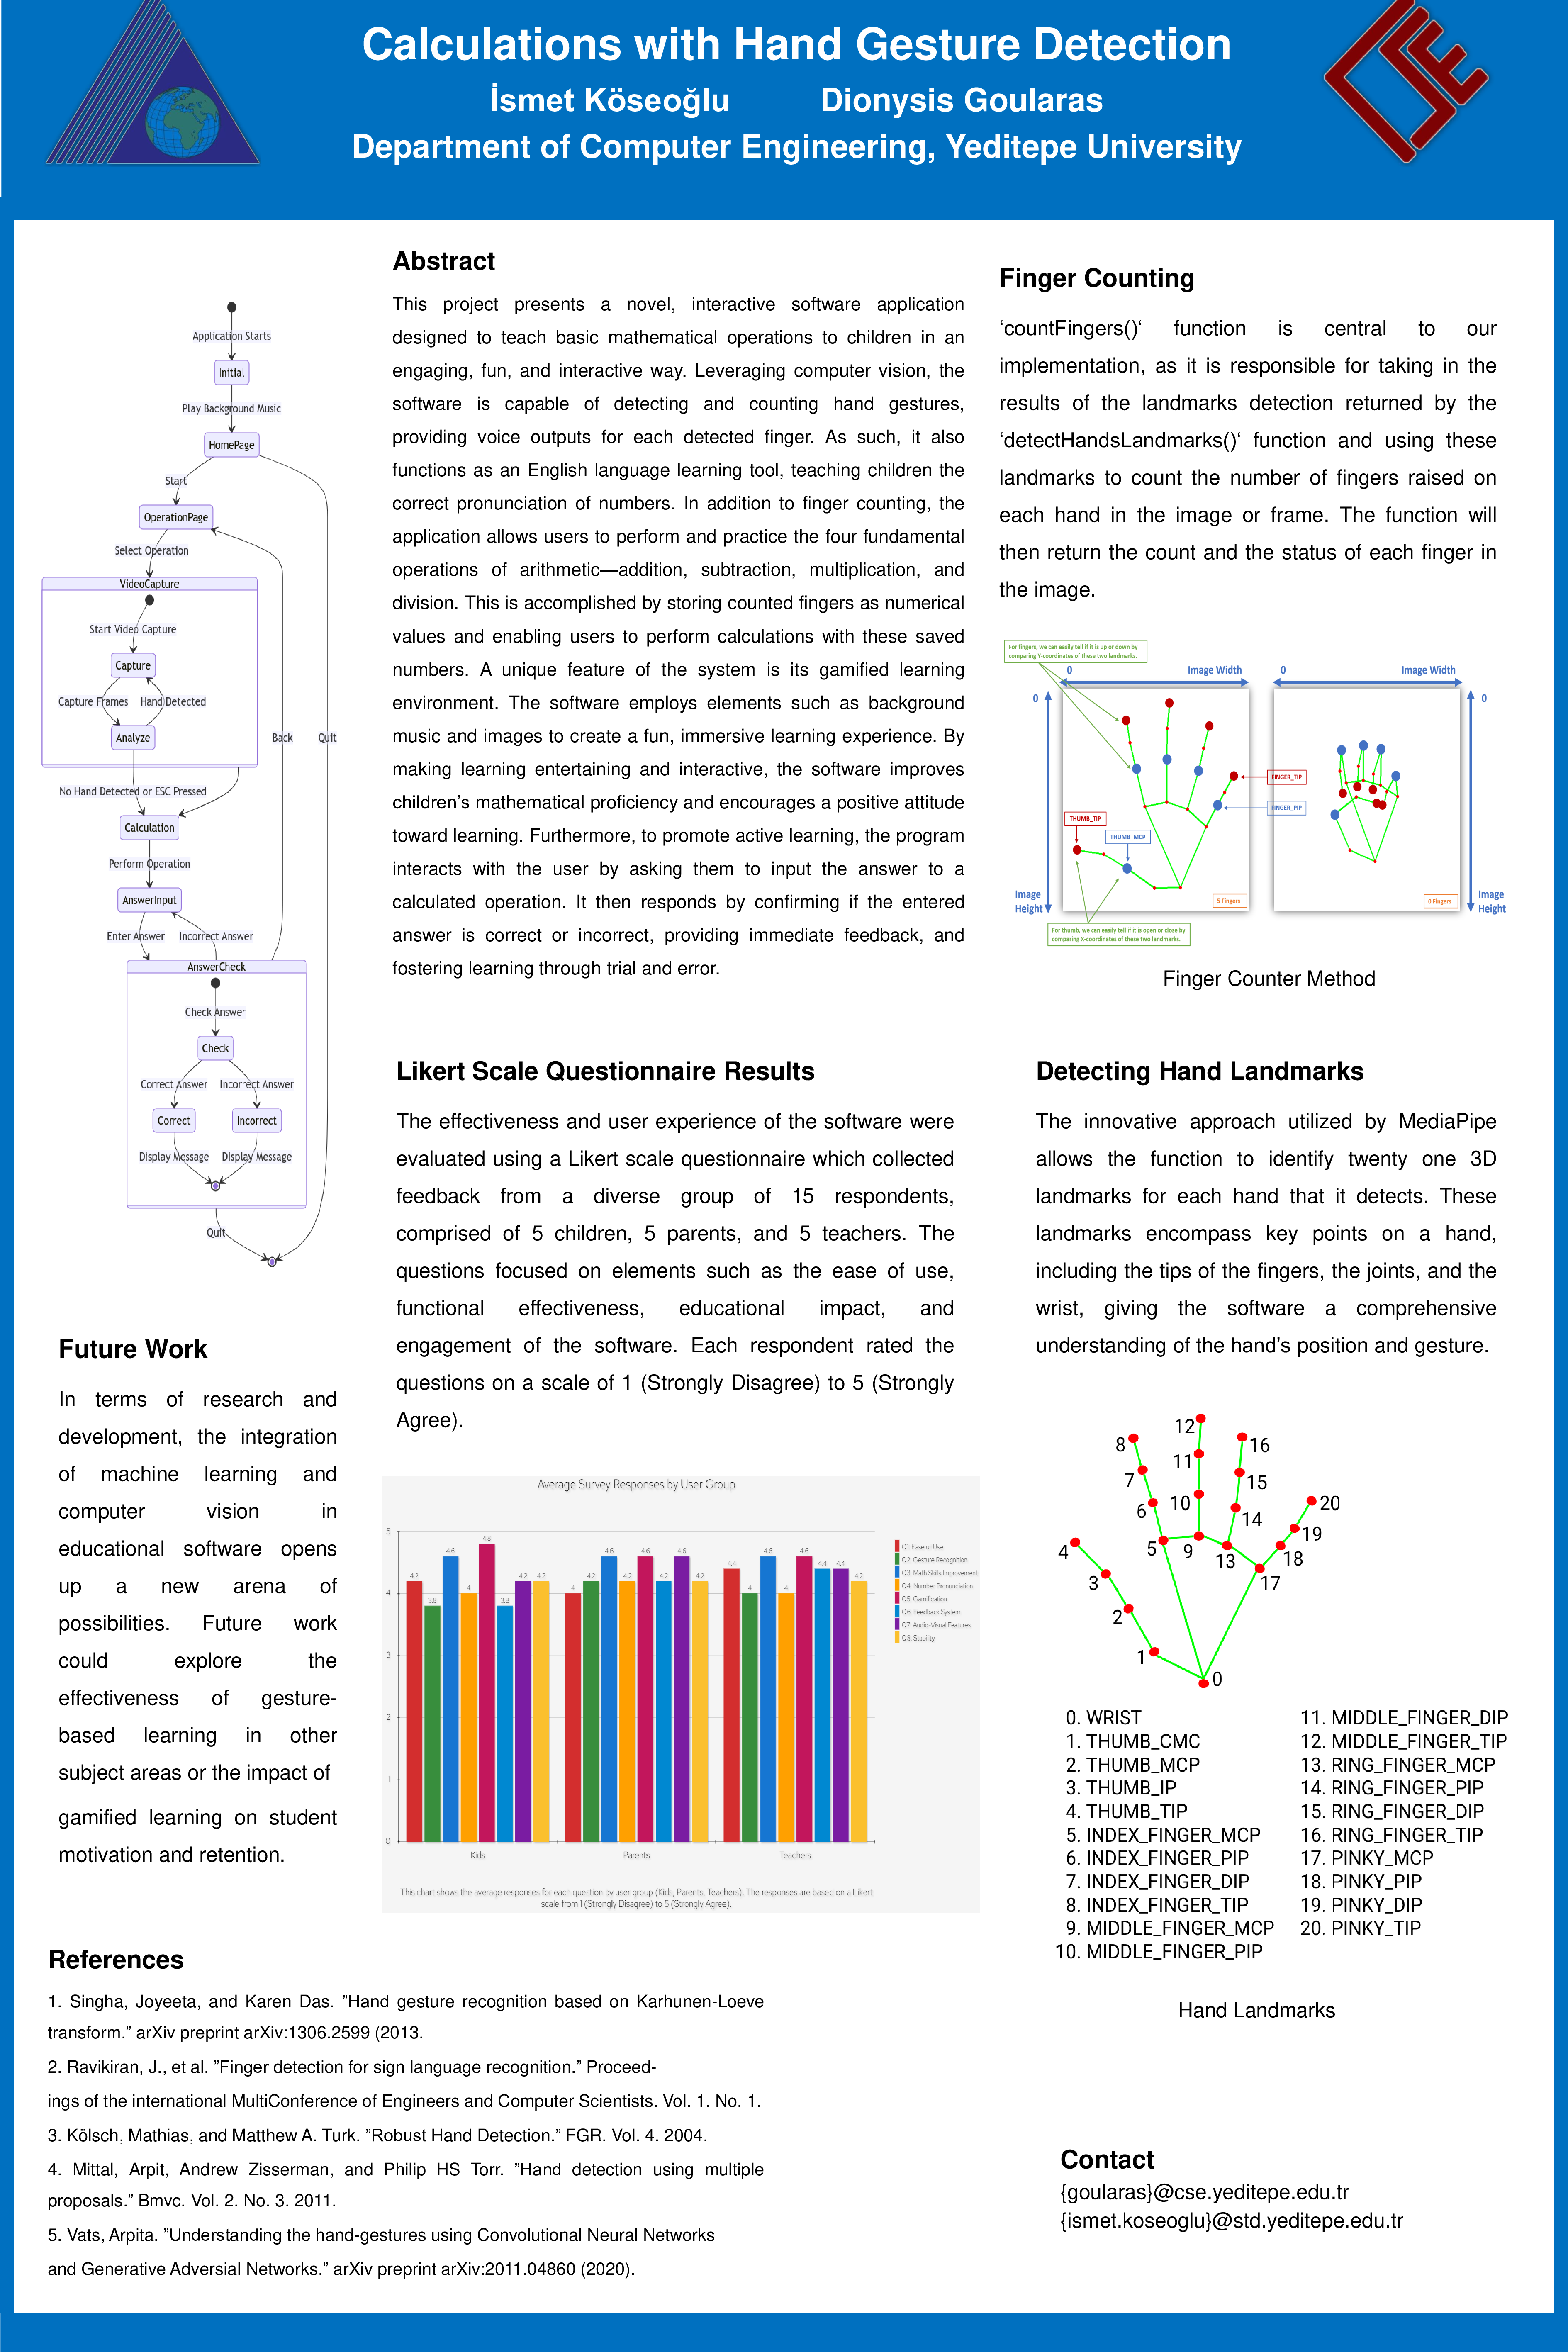 Calculations with Hand Gesture Detection
İsmet Köseoğlu Dionysis Goularas
Department of Computer Engineering, Yeditepe University
Application Starts
Initial
Play Background Music
HomePage
Start
OperationPage
Select Operation
VideoCapture
Start Video Capture
Capture
Capture Frames Hand Detected
Analyze
Back Quit
No Hand Detected or ESC Pressed
Calculation
Perform Operation
AnswerInput
Enter Answer Incorrect Answer
AnswerCheck
Check Answer
Check
Correct Answer Incorrect Answer
Correct Incorrect
Display Message Display Message
Quit
Future Work
In terms of research and
development, the integration
of machine learning and
computer vision in
educational software opens
up a new arena of
possibilities. Future work
could explore the
effectiveness of gesture-
based learning in other
subject areas or the impact of
gamified learning on student
motivation and retention.
Abstract
This project presents a novel, interactive software application
designed to teach basic mathematical operations to children in an
engaging, fun, and interactive way. Leveraging computer vision, the
software is capable of detecting and counting hand gestures,
providing voice outputs for each detected finger. As such, it also
functions as an English language learning tool, teaching children the
correct pronunciation of numbers. In addition to finger counting, the
application allows users to perform and practice the four fundamental
operations of arithmetic—addition, subtraction, multiplication, and
division. This is accomplished by storing counted fingers as numerical
values and enabling users to perform calculations with these saved
numbers. A unique feature of the system is its gamified learning
environment. The software employs elements such as background
music and images to create a fun, immersive learning experience. By
making learning entertaining and interactive, the software improves
children’s mathematical proficiency and encourages a positive attitude
toward learning. Furthermore, to promote active learning, the program
interacts with the user by asking them to input the answer to a
calculated operation. It then responds by confirming if the entered
answer is correct or incorrect, providing immediate feedback, and
fostering learning through trial and error.
Likert Scale Questionnaire Results
The effectiveness and user experience of the software were
evaluated using a Likert scale questionnaire which collected
feedback from a diverse group of 15 respondents,
comprised of 5 children, 5 parents, and 5 teachers. The
questions focused on elements such as the ease of use,
functional effectiveness, educational impact, and
engagement of the software. Each respondent rated the
questions on a scale of 1 (Strongly Disagree) to 5 (Strongly
Agree).
Average Survey Responses by User Group
5
4
3
2
1
0
4.2 3.8 4.6 4 4.8 3.8 4.2 4.2
4 4.2 4.6 4.2 4.6 4.2 4.6 4.2
4.4 4 4.6 4 4.6 4.4 4.4 4.2
Kids Parents Teachers
Q1: Ease of Use
Q2: Gesture Recognition
Q3: Math Skills Improvement
Q4: Number Pronunciation
Q5: Gamification
Q6: Feedback System
Q7: Audio-Visual Features
Q8: Stability
This chart shows the average responses for each question by user group (Kids, Parents, Teachers). The responses are based on a Likert
scale from 1 (Strongly Disagree) to 5 (Strongly Agree).
Finger Counting
‘countFingers()‘ function is central to our
implementation, as it is responsible for taking in the
results of the landmarks detection returned by the
‘detectHandsLandmarks()‘ function and using these
landmarks to count the number of fingers raised on
each hand in the image or frame. The function will
then return the count and the status of each finger in
the image.
For fingers, we can easily tell if it is up or down by
comparing Y-coordinates of these two landmarks.
0 Image Width 0 Image Width
0 0
FINGER_TIP
FINGER_PIP
THUMB_TIP
THUMB_MCP
Image
Height
5 Fingers 0 Fingers
Image
Height
For thumb, we can easily tell if it is open or close by
comparing X-coordinates of these two landmarks.
Finger Counter Method
Detecting Hand Landmarks
The innovative approach utilized by MediaPipe
allows the function to identify twenty one 3D
landmarks for each hand that it detects. These
landmarks encompass key points on a hand,
including the tips of the fingers, the joints, and the
wrist, giving the software a comprehensive
understanding of the hand’s position and gesture.
12
8 16
11
7 15
20
6 10
14 19
4 5 9 13 18
3 17
2
1
0
0. WRIST
1. THUMB_CMC
2. THUMB_MCP
3. THUMB_IP
4. THUMB_TIP
5. INDEX_FINGER_MCP
6. INDEX_FINGER_PIP
7. INDEX_FINGER_DIP
8. INDEX_FINGER_TIP
9. MIDDLE_FINGER_MCP
10. MIDDLE_FINGER_PIP
11. MIDDLE_FINGER_DIP
12. MIDDLE_FINGER_TIP
13. RING_FINGER_MCP
14. RING_FINGER_PIP
15. RING_FINGER_DIP
16. RING_FINGER_TIP
17. PINKY_MCP
18. PINKY_PIP
19. PINKY_DIP
20. PINKY_TIP
Hand Landmarks
References
1. Singha, Joyeeta, and Karen Das. ”Hand gesture recognition based on Karhunen-Loeve
transform.” arXiv preprint arXiv:1306.2599 (2013.
2. Ravikiran, J., et al. ”Finger detection for sign language recognition.” Proceed-
ings of the international MultiConference of Engineers and Computer Scientists. Vol. 1. No. 1.
3. Kölsch, Mathias, and Matthew A. Turk. ”Robust Hand Detection.” FGR. Vol. 4. 2004.
4. Mittal, Arpit, Andrew Zisserman, and Philip HS Torr. ”Hand detection using multiple
proposals.” Bmvc. Vol. 2. No. 3. 2011.
5. Vats, Arpita. ”Understanding the hand-gestures using Convolutional Neural Networks
and Generative Adversial Networks.” arXiv preprint arXiv:2011.04860 (2020).
Contact
{goularas}@cse.yeditepe.edu.tr
{ismet.koseoglu}@std.yeditepe.edu.tr